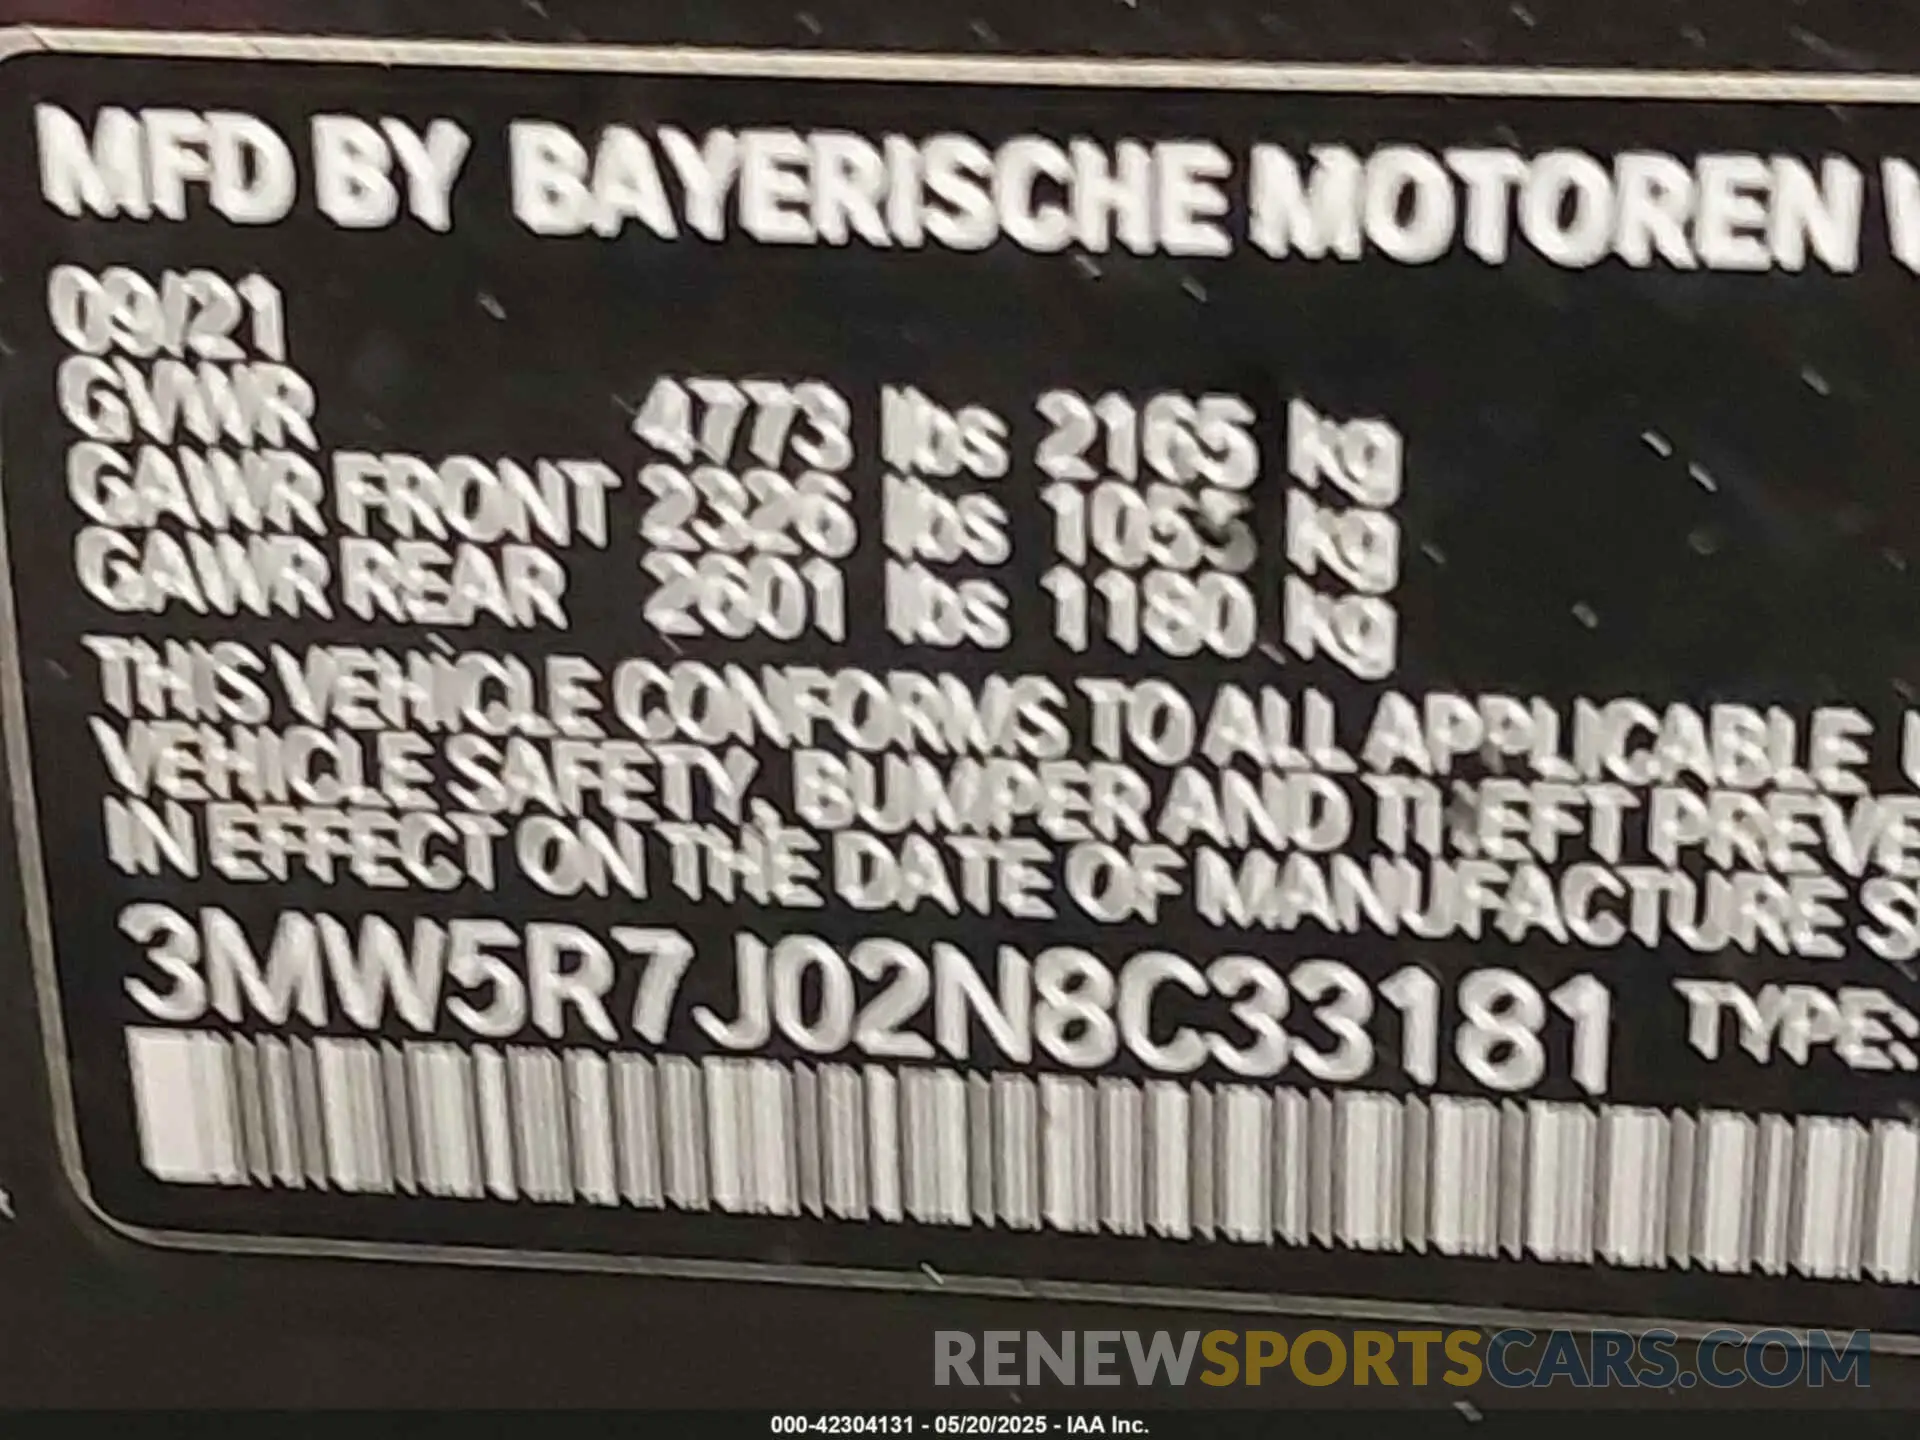 MFD BY BAYERISCHE MOTOREN
09/21
GVWR 4773 lbs 2165 kg
GAWR FRONT 2326 lbs 1055 kg
GAWR REAR 2601 lbs 1180 kg
THIS VEHICLE CONFORMS TO ALL APPLICABLE
VEHICLE SAFETY, BUMPER AND THEFT PREVE
IN EFFECT ON THE DATE OF MANUFACTURE S
3MW5R7J02N8C33181 TYPE:
RENEWSPORTSCARS.COM
000-42304131 - 05/20/2025 - IAA Inc.